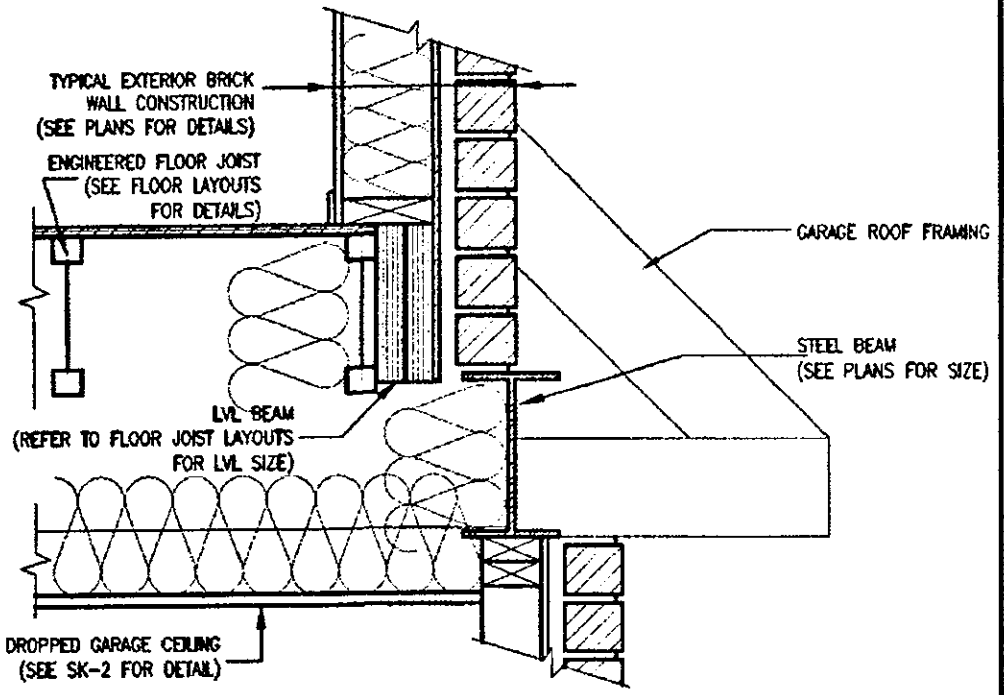 TYPICAL EXTERIOR BRICK
WALL CONSTRUCTION
(SEE PLANS FOR DETAILS)
ENGINEERED FLOOR JOIST
(SEE FLOOR LAYOUTS
FOR DETAILS)
GARAGE ROOF FRAMING
STEEL BEAM
(SEE PLANS FOR SIZE)
LVL BEAM
(REFER TO FLOOR JOIST LAYOUTS
FOR LVL SIZE)
DROPPED GARAGE CEILING
(SEE SK-2 FOR DETAIL)